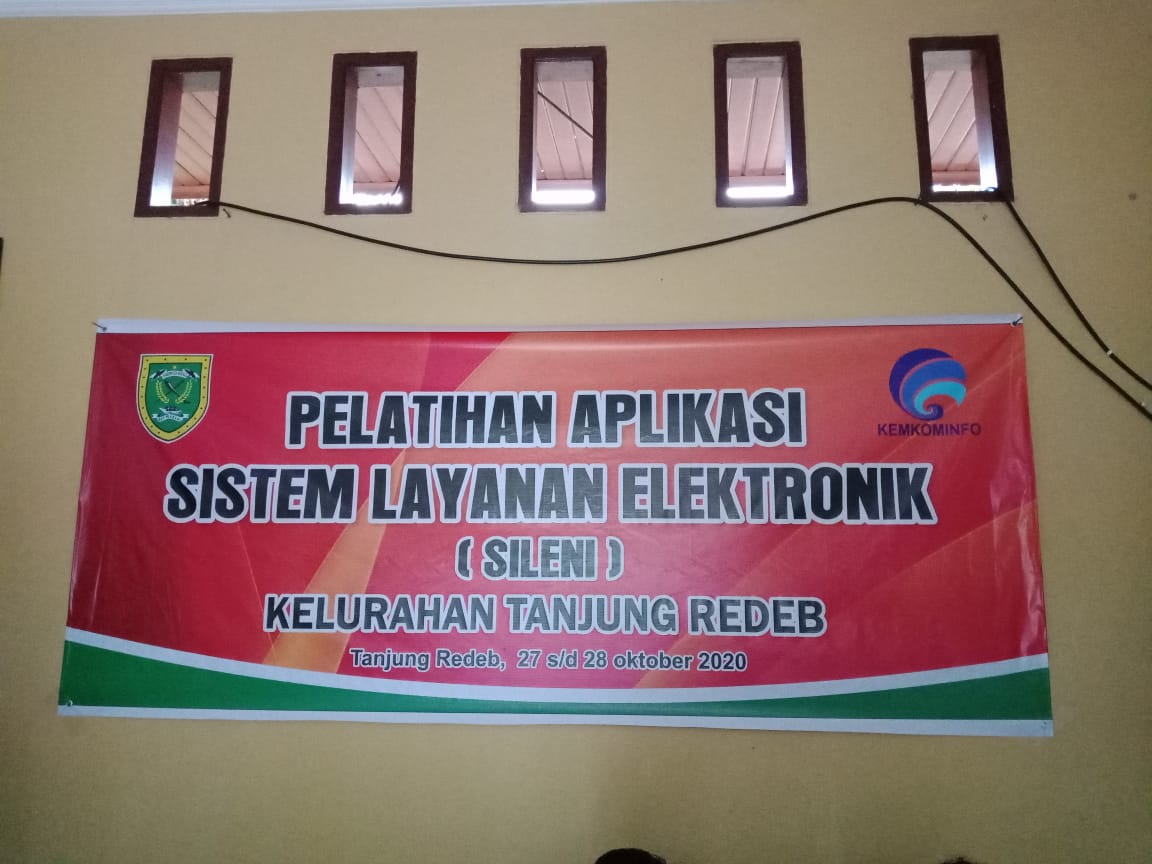 PELATIHAN APLIKASI
SISTEM LAYANAN ELEKTRONIK
( SILENI )
KELURAHAN TANJUNG REDEB
Tanjung Redeb, 27 s/d 28 oktober 2020
KEMKOMINFO